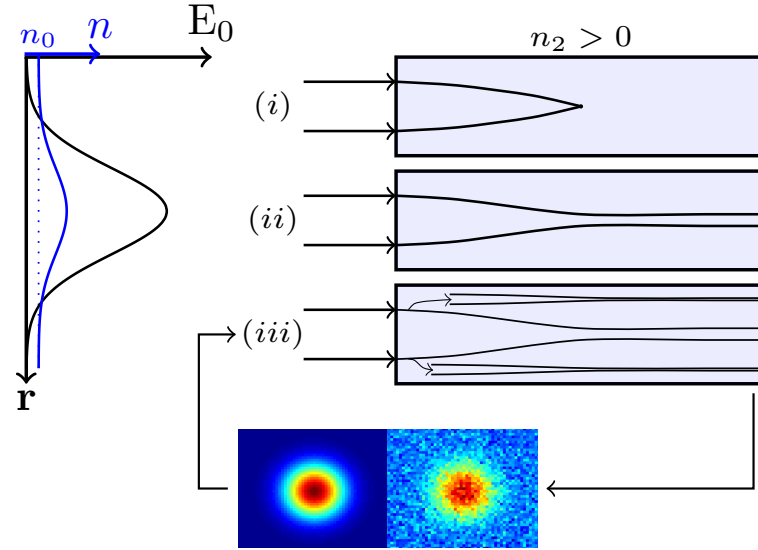 E₀
n₀ n
r
n₂ > 0
(i)
(ii)
(iii)